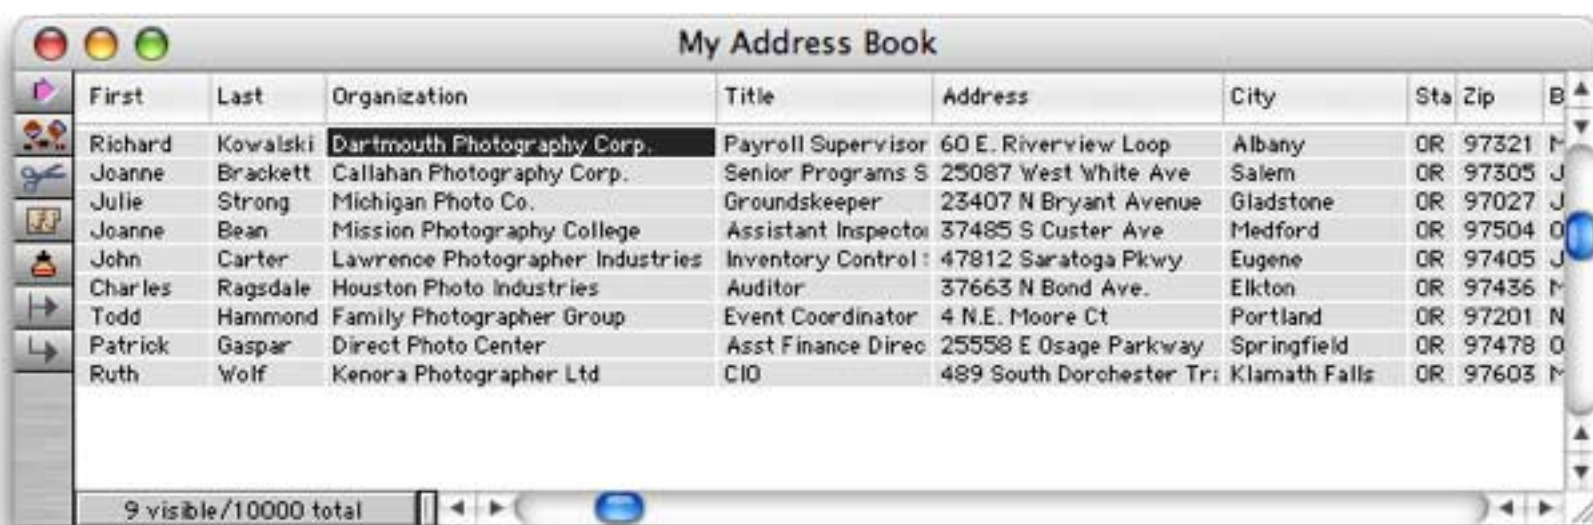 My Address Book
First Last Organization Title Address City Sta Zip B
Richard Kowalski Dartmouth Photography Corp. Payroll Supervisor 60 E. Riverview Loop Albany OR 97321 M
Joanne Brackett Callahan Photography Corp. Senior Programs S 25087 West White Ave Salem OR 97305 J
Julie Strong Michigan Photo Co. Groundskeeper 23407 N Bryant Avenue Gladstone OR 97027 J
Joanne Bean Mission Photography College Assistant Inspector 37485 S Custer Ave Medford OR 97504 O
John Carter Lawrence Photographer Industries Inventory Control 47812 Saratoga Pkwy Eugene OR 97405 J
Charles Ragsdale Houston Photo Industries Auditor 37663 N Bond Ave. Elkton OR 97436 M
Todd Hammond Family Photographer Group Event Coordinator 4 N.E. Moore Ct Portland OR 97201 N
Patrick Gaspar Direct Photo Center Asst Finance Direc 25558 E Osage Parkway Springfield OR 97478 O
Ruth Wolf Kenora Photographer Ltd CIO 489 South Dorchester Tra Klamath Falls OR 97603 M
9 visible/10000 total